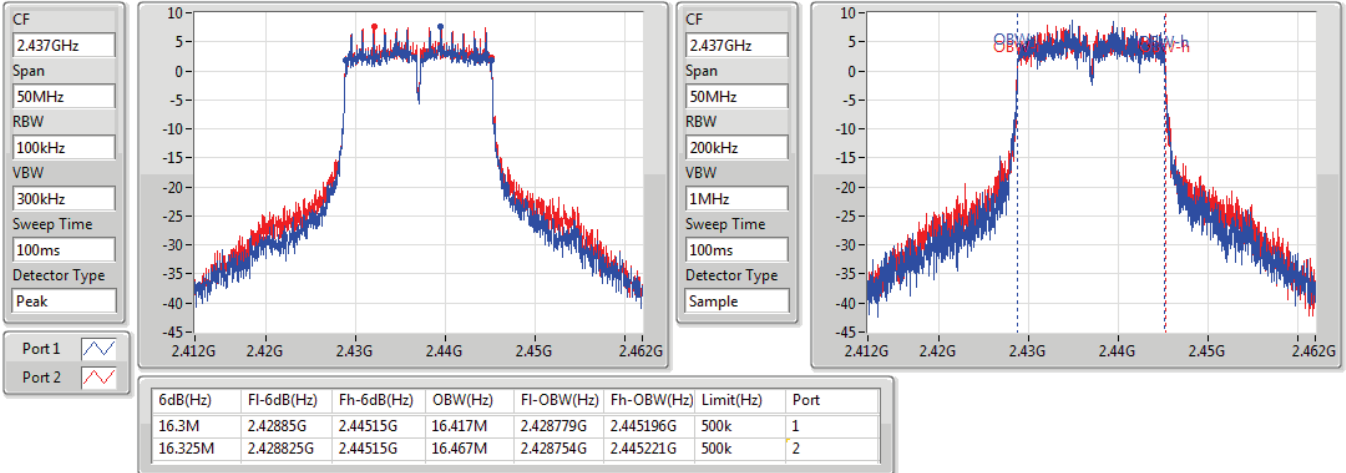 CF
2.437GHz
Span
50MHz
RBW
100kHz
VBW
300kHz
Sweep Time
100ms
Detector Type
Peak
Port 1
Port 2
10
5
0
-5
-10
-15
-20
-25
-30
-35
-40
-45
2.412G 2.42G 2.43G 2.44G 2.45G 2.462G
CF
2.437GHz
Span
50MHz
RBW
200kHz
VBW
1MHz
Sweep Time
100ms
Detector Type
Sample
10
5
0
-5
-10
-15
-20
-25
-30
-35
-40
-45
2.412G 2.42G 2.43G 2.44G 2.45G 2.462G
6dB(Hz) Fl-6dB(Hz) Fh-6dB(Hz) OBW(Hz) Fl-OBW(Hz) Fh-OBW(Hz) Limit(Hz) Port
16.3M 2.42885G 2.44515G 16.417M 2.428779G 2.445196G 500k 1
16.325M 2.428825G 2.44515G 16.467M 2.428754G 2.445221G 500k 2